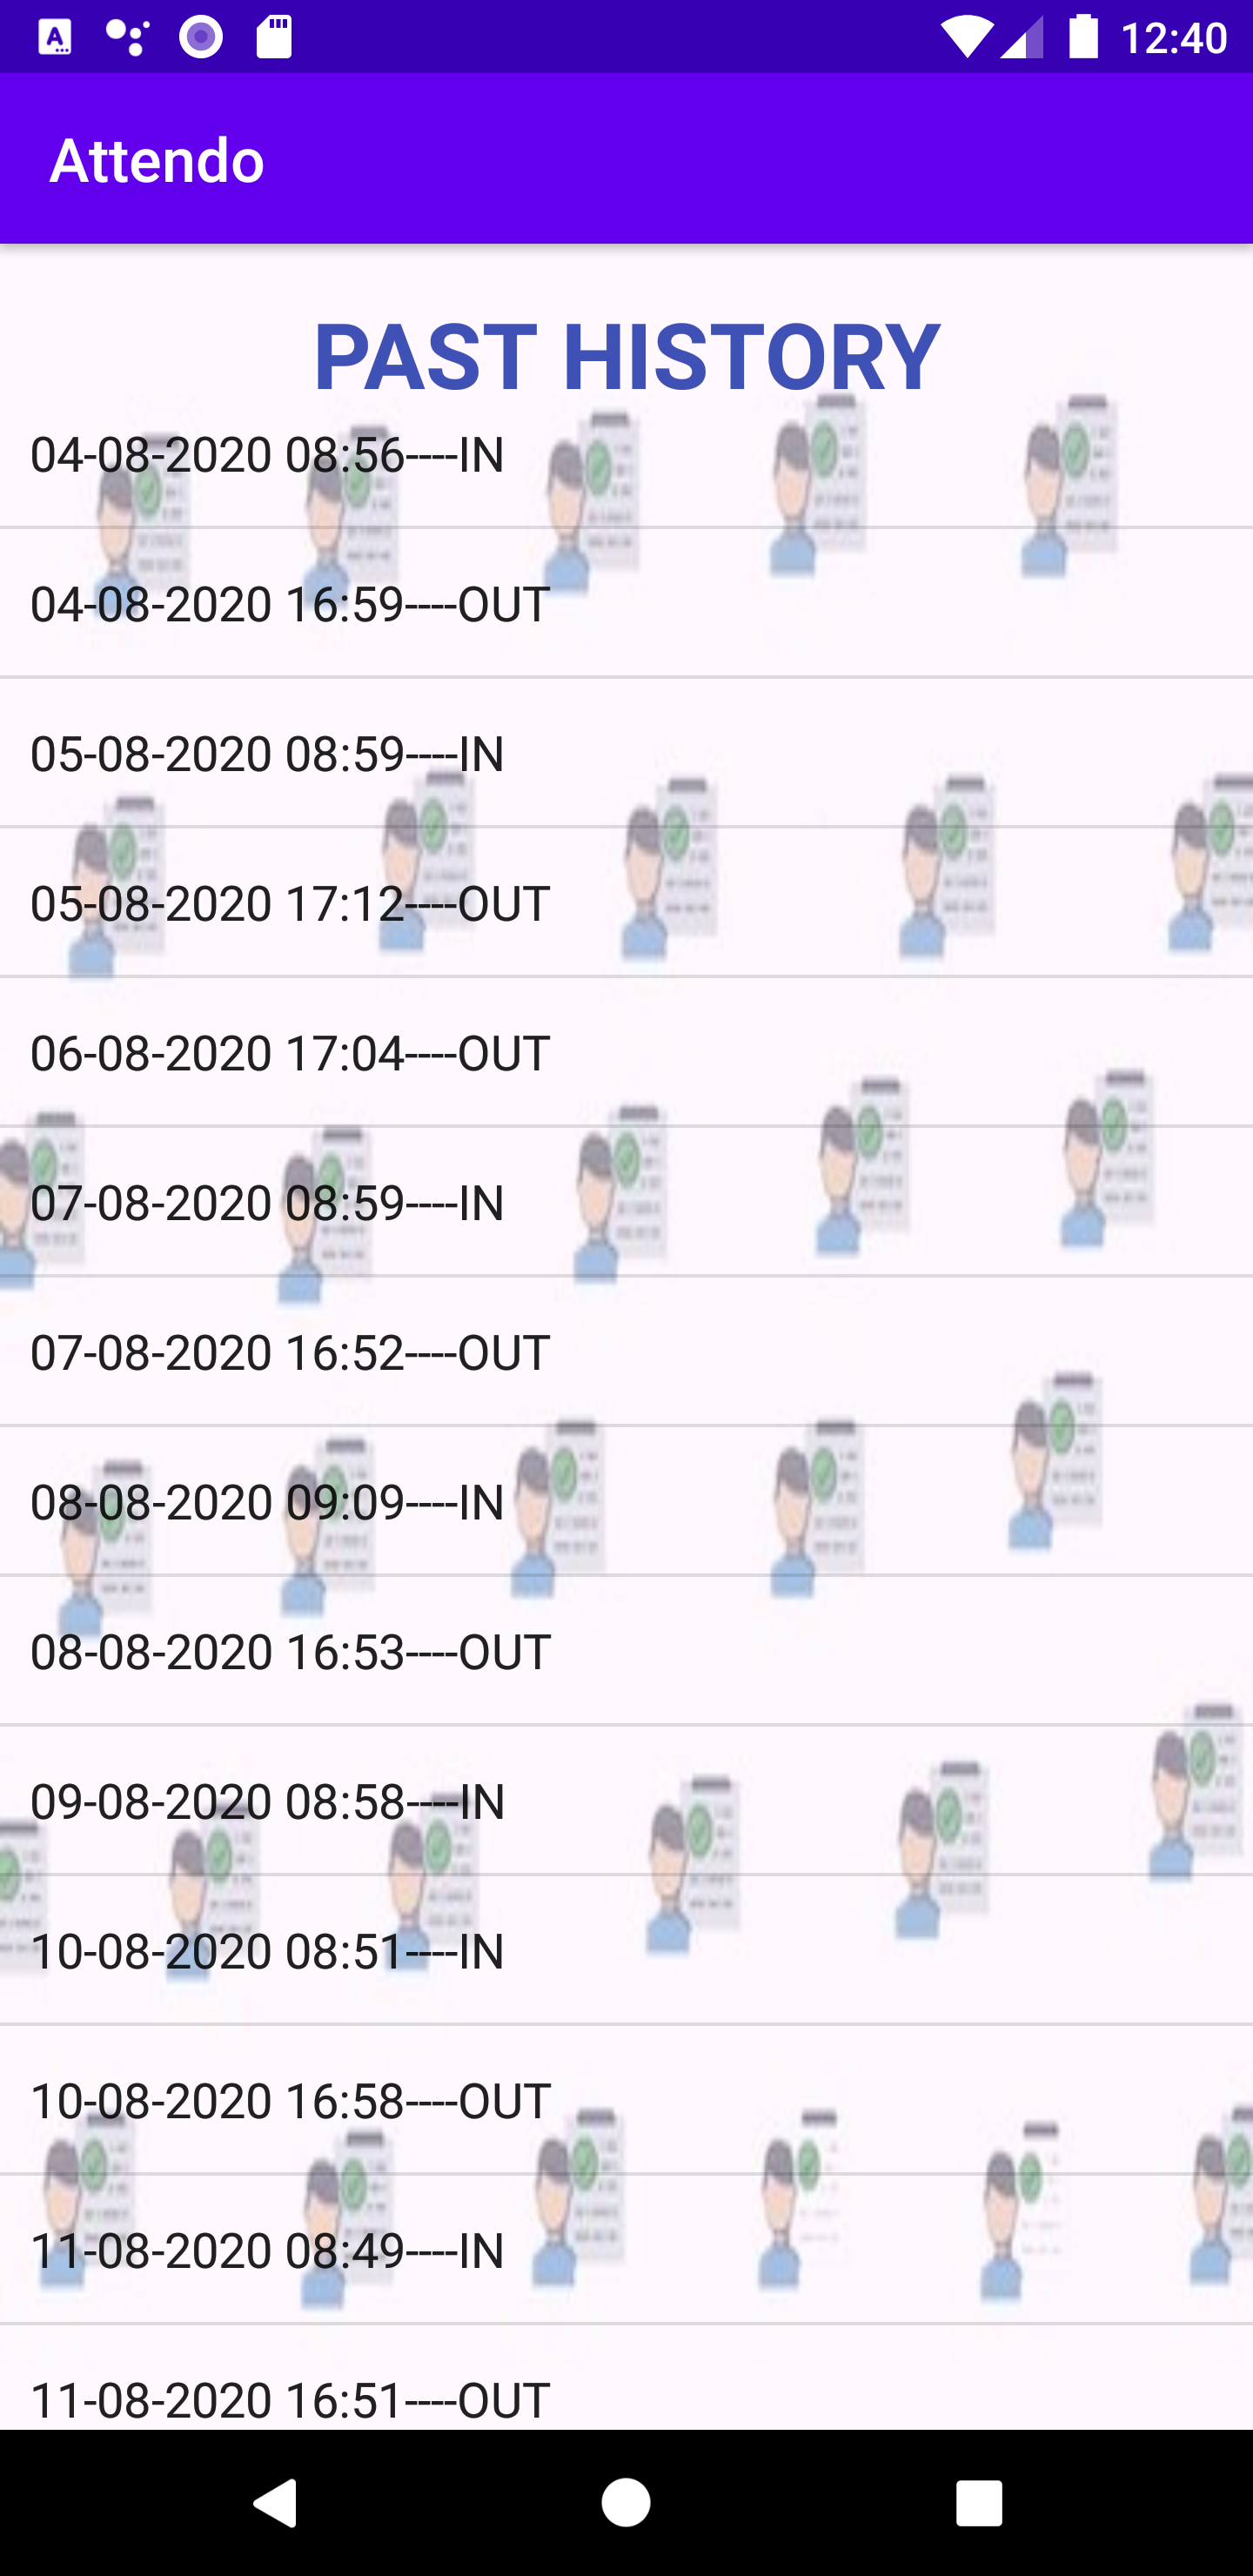 12:40
Attendo
PAST HISTORY
04-08-2020 08:56----IN
04-08-2020 16:59----OUT
05-08-2020 08:59----IN
05-08-2020 17:12----OUT
06-08-2020 17:04----OUT
07-08-2020 08:59----IN
07-08-2020 16:52----OUT
08-08-2020 09:09----IN
08-08-2020 16:53----OUT
09-08-2020 08:58----IN
10-08-2020 08:51----IN
10-08-2020 16:58----OUT
11-08-2020 08:49----IN
11-08-2020 16:51----OUT